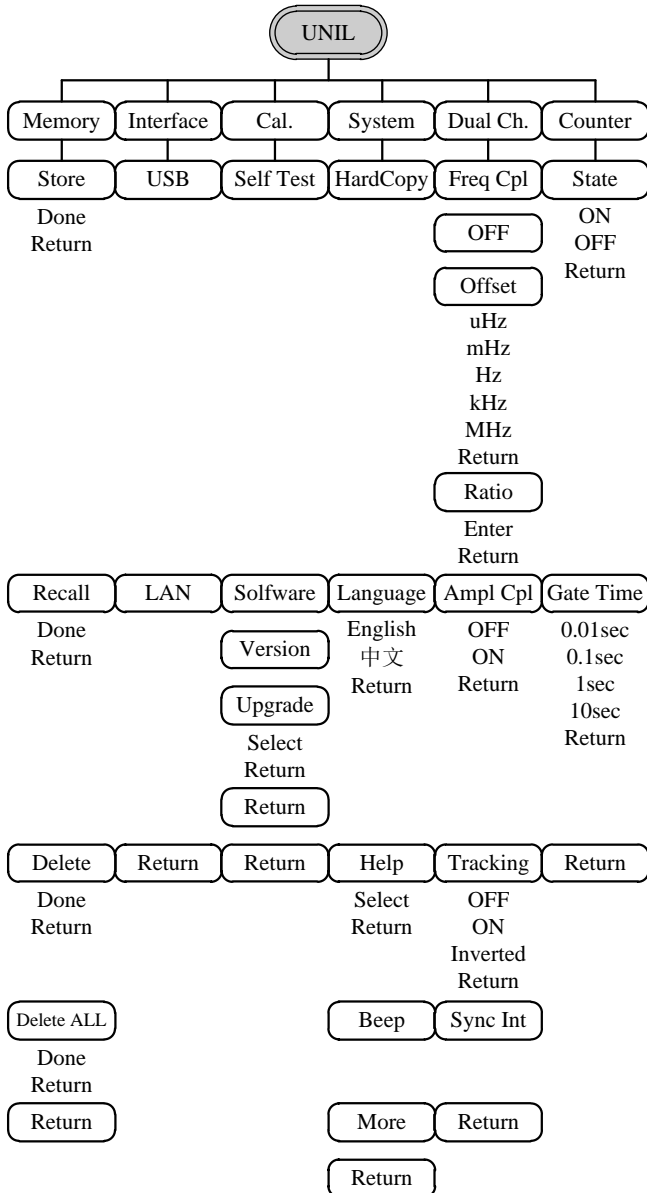 UNIL
Memory Interface Cal. System Dual Ch. Counter
Store USB Self Test HardCopy Freq Cpl State
Done ON
Return OFF OFF
Offset Return
uHz
mHz
Hz
kHz
MHz
Return
Ratio
Enter
Return
Recall LAN Solfware Language Ampl Cpl Gate Time
Done English OFF 0.01sec
Return Version 中文 ON 0.1sec
Return Return 1sec
Upgrade 10sec
Select Return
Return
Return
Delete Return Return Help Tracking Return
Done Select OFF
Return Return ON
Inverted
Return
Delete ALL Beep Sync Int
Done
Return
Return More Return
Return